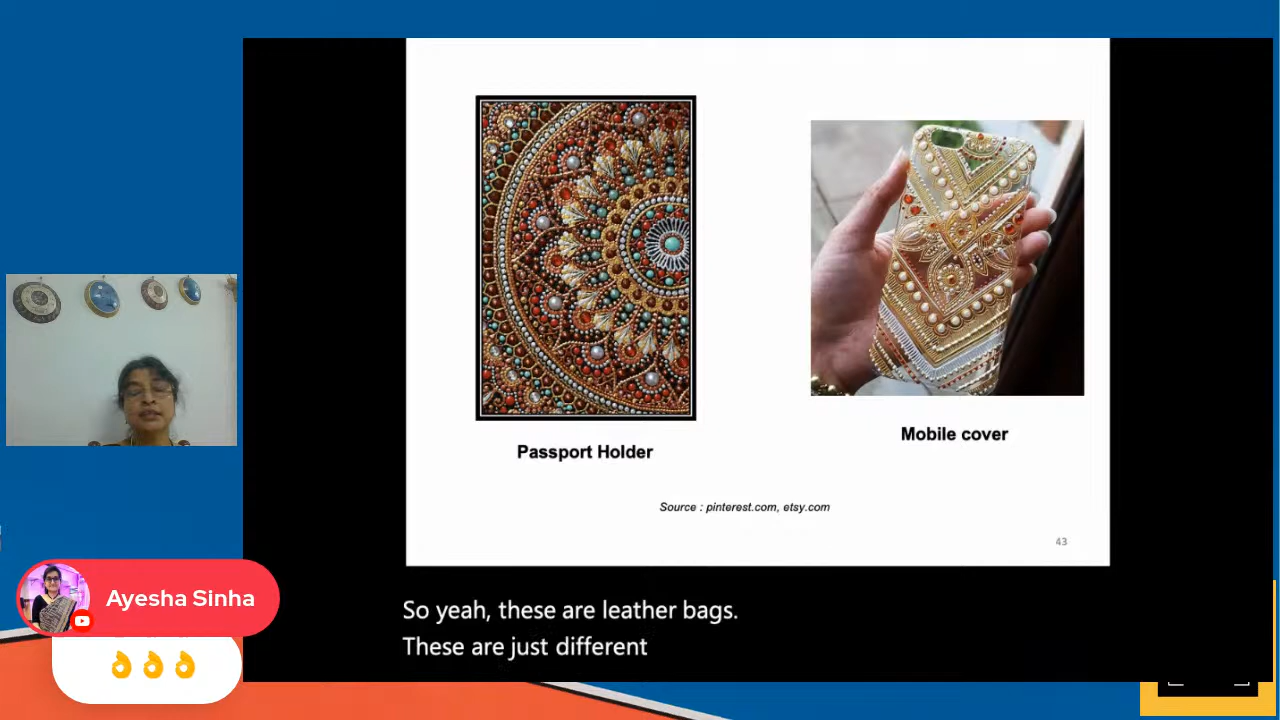 Passport Holder
Mobile cover
Source : pinterest.com, etsy.com
43
Ayesha Sinha
👌👌👌
So yeah, these are leather bags.
These are just different